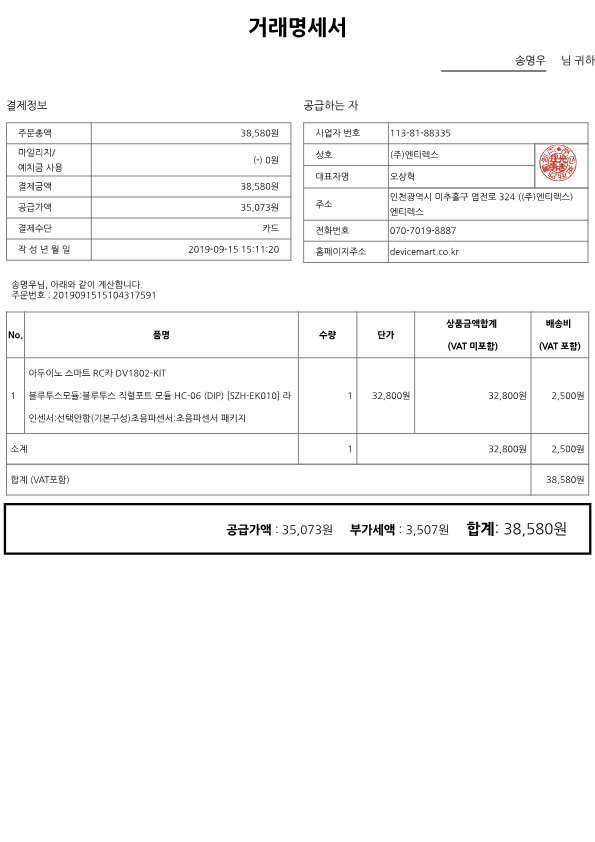 거래명세서
송명우 님 귀하
결제정보
주문총액 38,580원
마일리지/
예치금 사용 (-) 0원
결제금액 38,580원
공급가액 35,073원
결제수단 카드
작 성 년 월 일 2019-09-15 15:11:20
공급하는 자
사업자 번호 113-81-88335
상호 (주)엔티렉스
대표자명 오상혁
주소 인천광역시 미추홀구 염전로 324 ((주)엔티렉스)
엔티렉스
전화번호 070-7019-8887
홈페이지주소 devicemart.co.kr
송명우님, 아래와 같이 계산합니다.
주문번호 : 2019091515104317591
No. 품명 수량 단가 상품금액합계 배송비
(VAT 미포함) (VAT 포함)
아두이노 스마트 RC카 DV1802-KIT
1 블루투스모듈:블루투스 직렬포트 모듈 HC-06 (DIP) [SZH-EK010] 라 1 32,800원 32,800원 2,500원
인센서:선택안함(기본구성)초음파센서:초음파센서 패키지
소계 1 32,800원 2,500원
합계 (VAT포함) 38,580원
공급가액 : 35,073원 부가세액 : 3,507원 합계: 38,580원